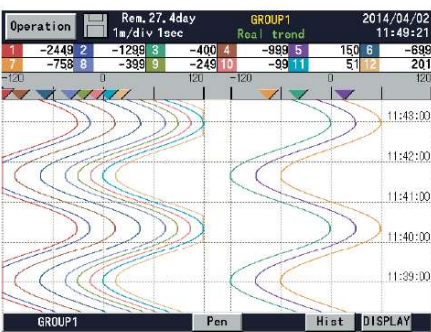 Operation Rem. 27. 4day GROUP1 2014/04/02
1m/div 1sec Real trend 11:49:21
1 -2449 2 -1299 3 -400 4 -999 5 150 6 -699
7 -758 8 -399 9 -249 10 -99 11 51 12 201
-120 0 120 -120 0 120
11:43:00
11:42:00
11:41:00
11:40:00
11:39:00
GROUP1 Pen Hist DISPLAY